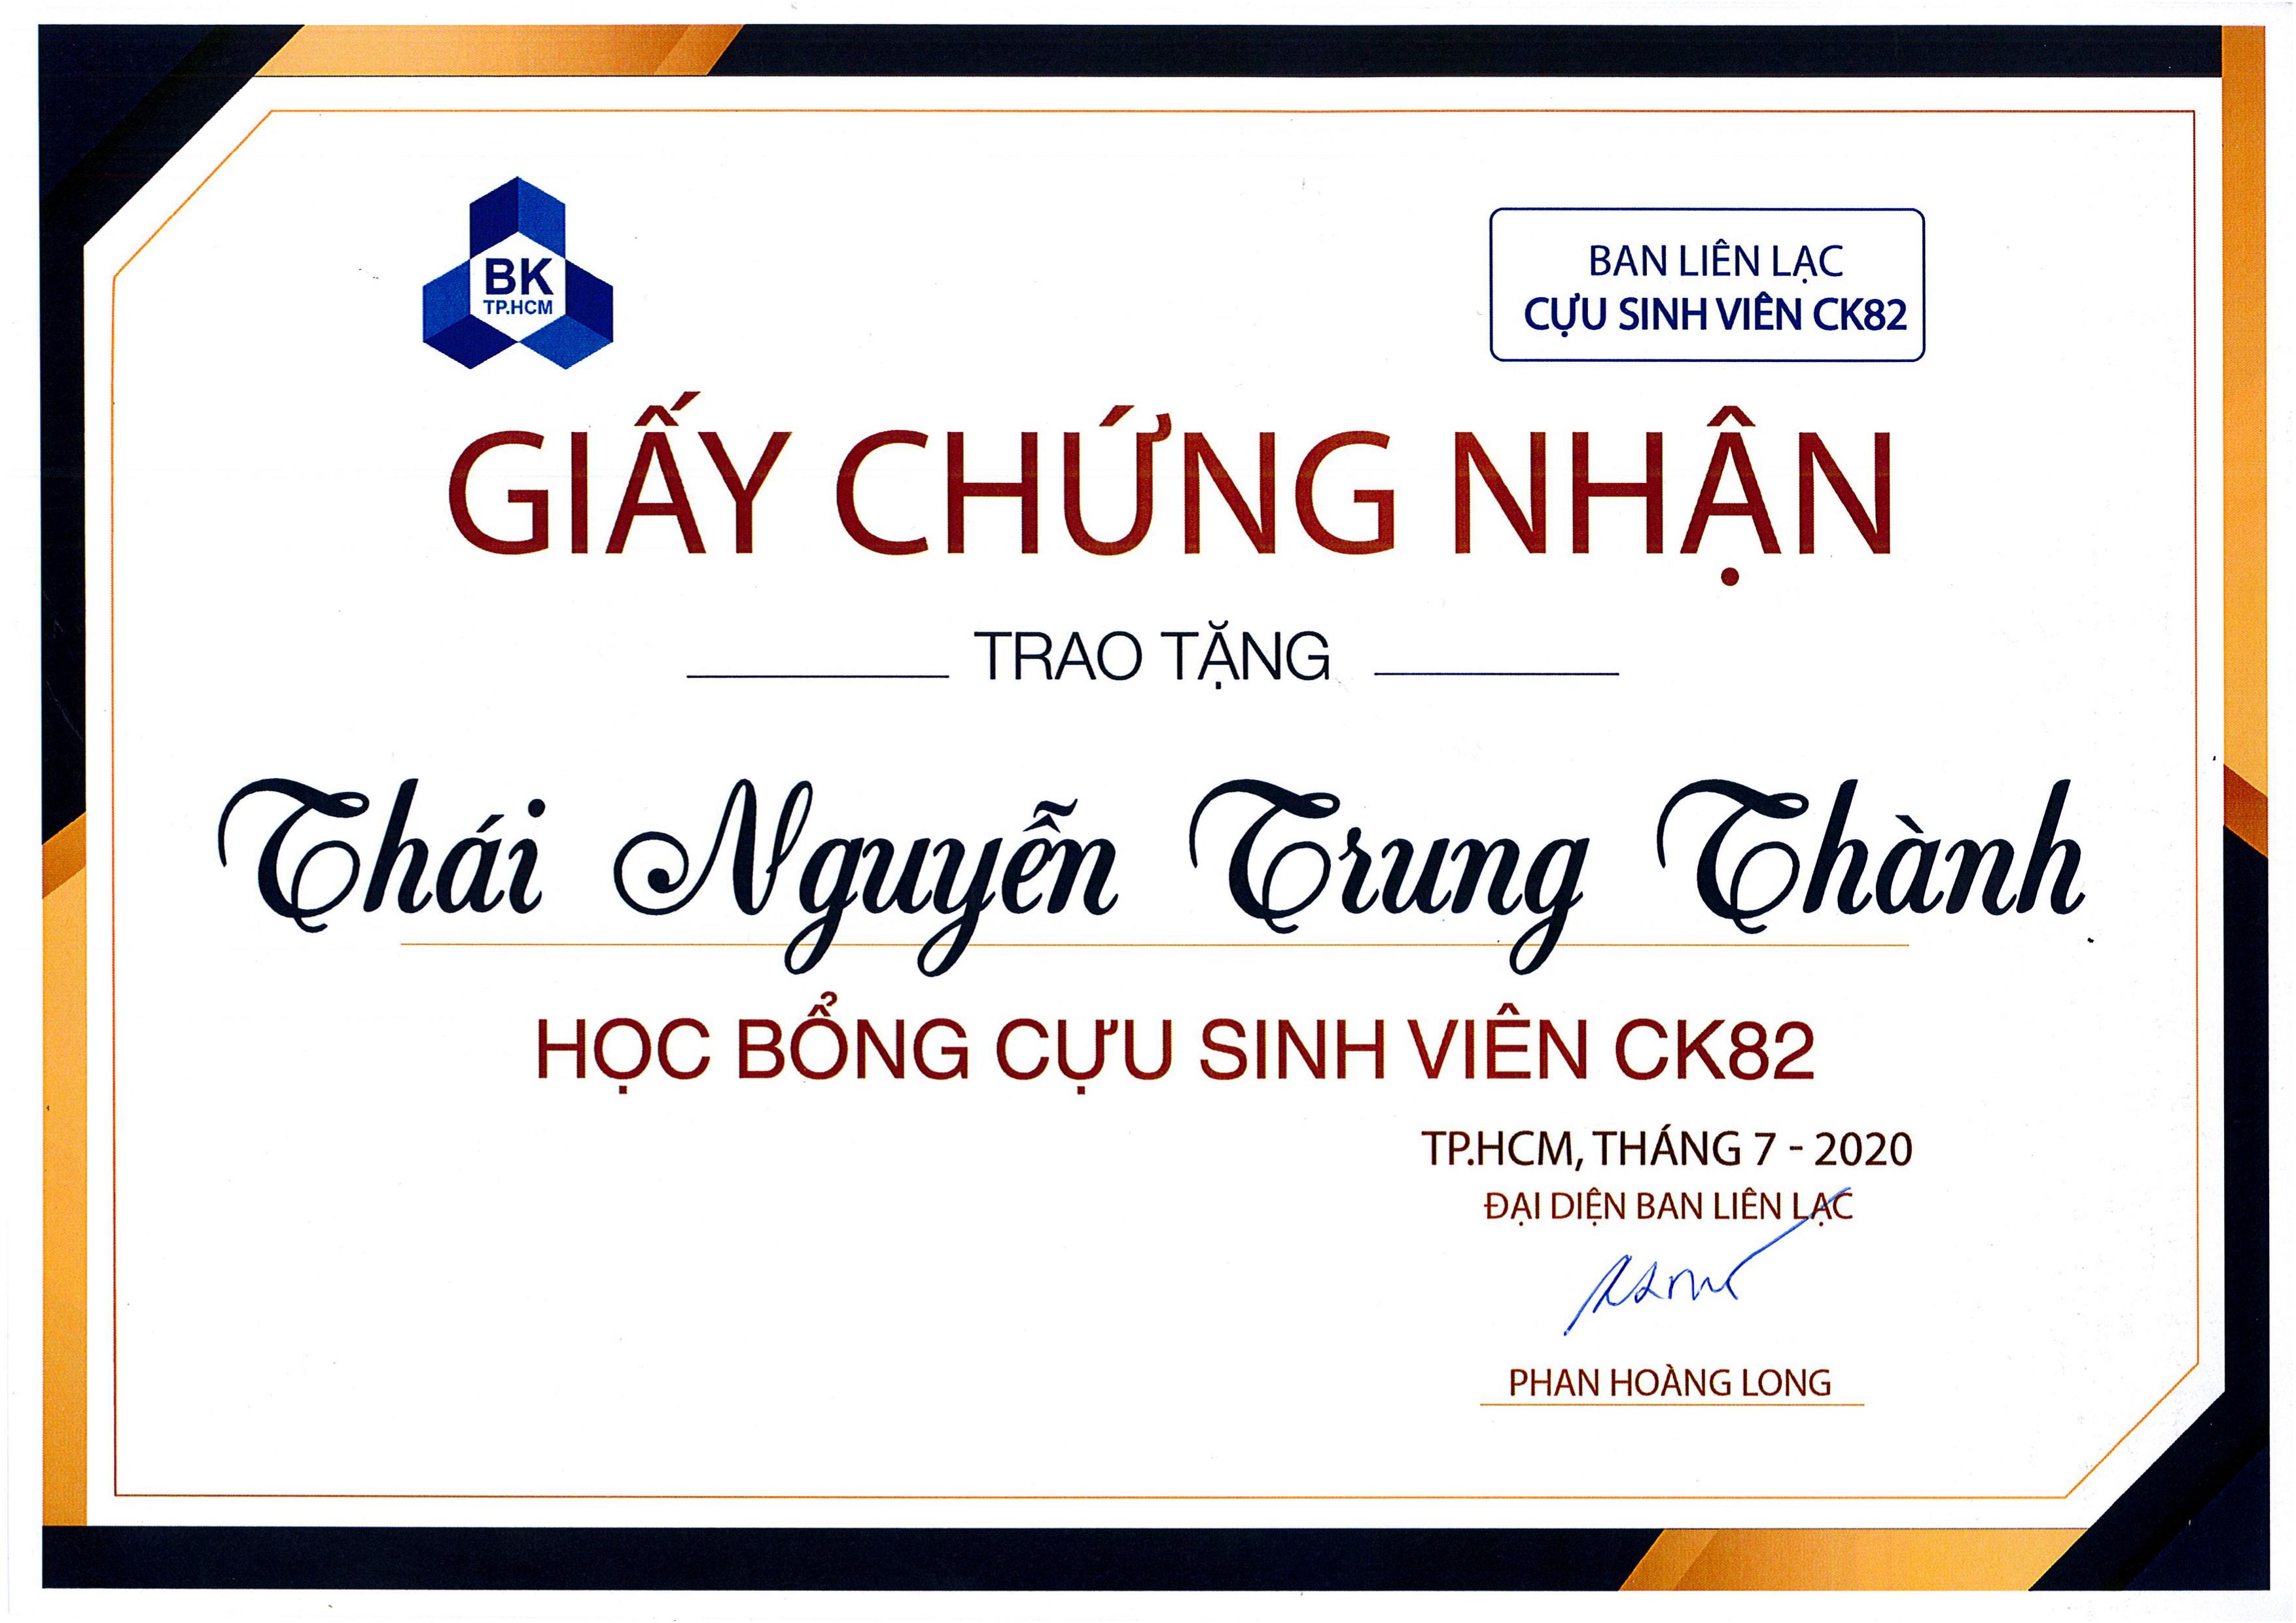 BK
TP.HCM
BAN LIÊN LẠC
CỰU SINH VIÊN CK82
GIẤY CHỨNG NHẬN
TRAO TẶNG
Thái Nguyễn Trung Thành
HỌC BỔNG CỰU SINH VIÊN CK82
TP.HCM, THÁNG 7 - 2020
ĐẠI DIỆN BAN LIÊN LẠC
PHAN HOÀNG LONG